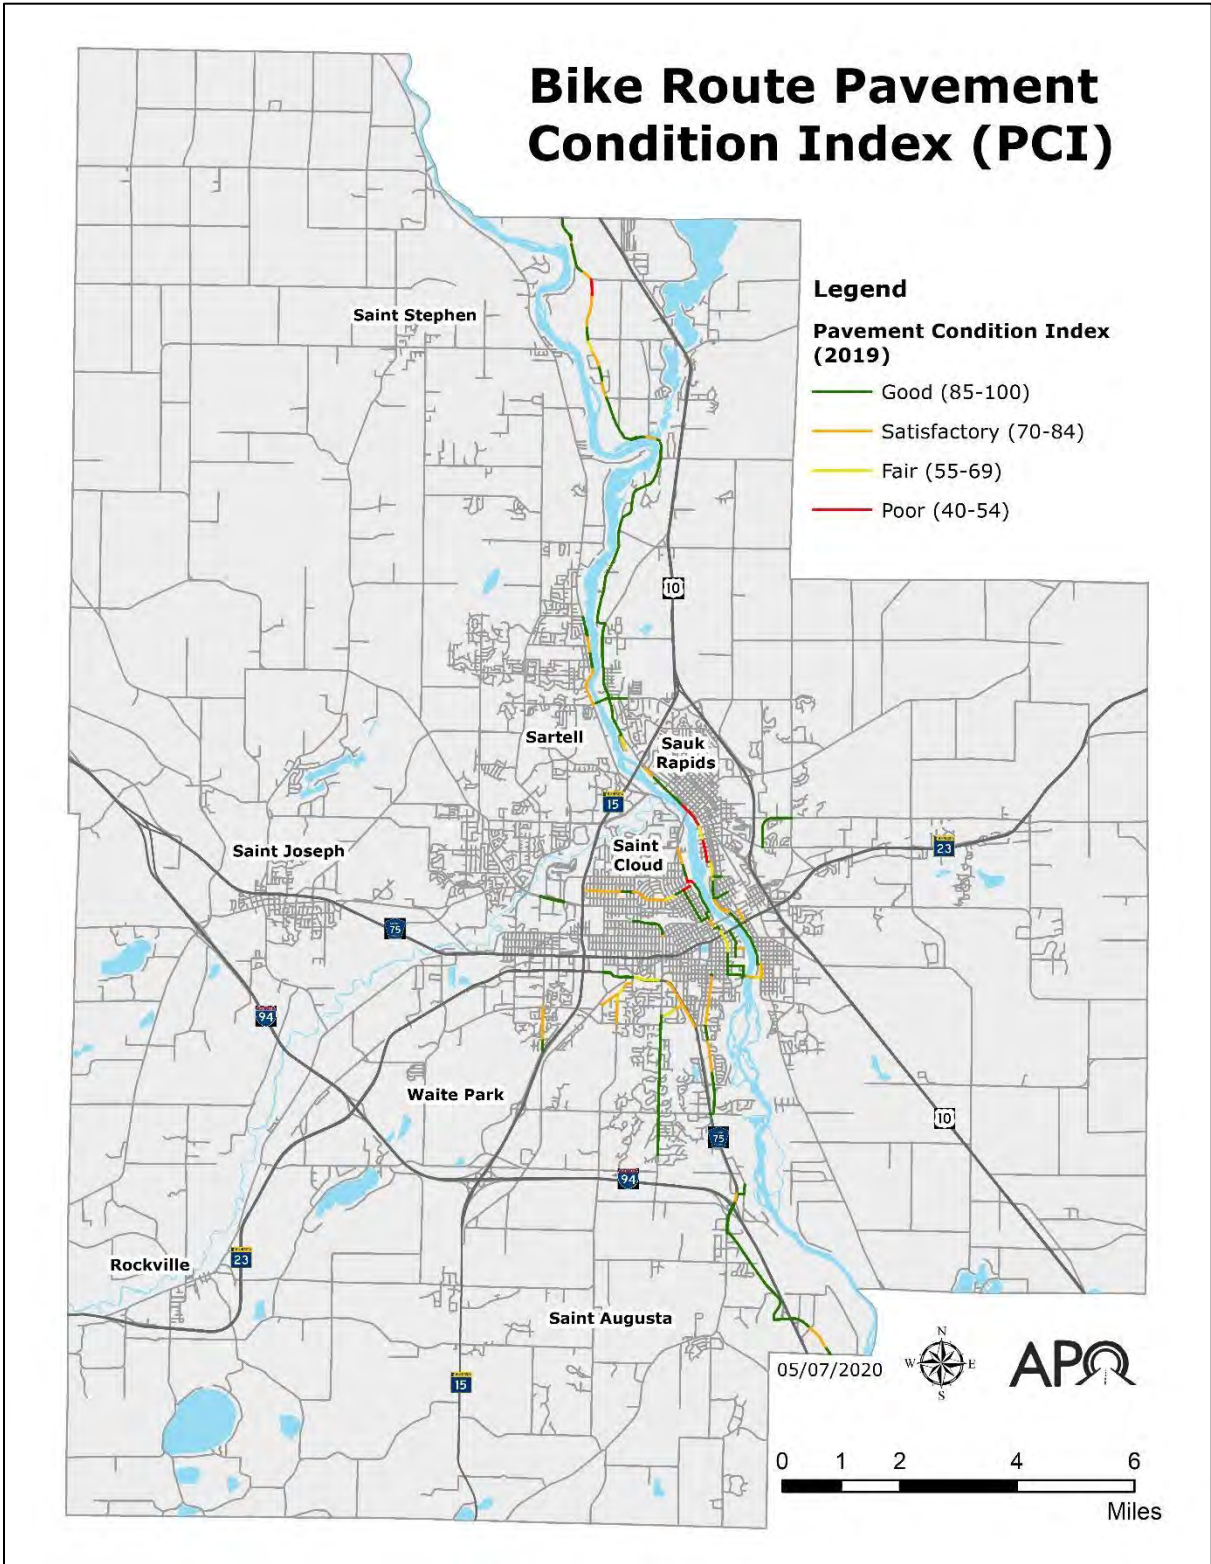 Bike Route Pavement
Condition Index (PCI)
Legend
Pavement Condition Index
(2019)
Good (85-100)
Satisfactory (70-84)
Fair (55-69)
Poor (40-54)
Saint Stephen
10
Sartell
Sauk
Rapids
15
Saint
Cloud
23
Saint Joseph
75
94
Waite Park
10
75
94
Rockville
23
Saint Augusta
15
05/07/2020
N
W
E
S
APO
0 1 2 4 6
Miles